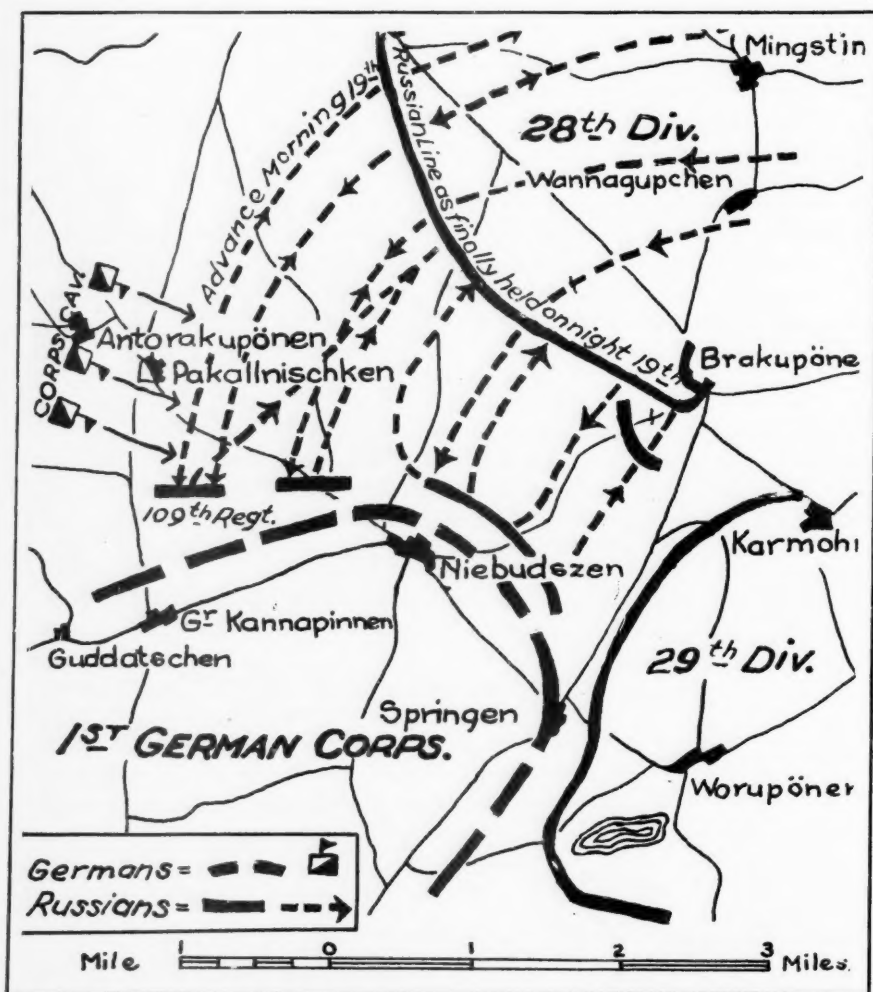 Mingstin
28th Div.
Wannagupchen
Advance Morning 19th
Russian Line as finally held on night 19th
CORPS CAV.
Antorakupönen
Pakallnischken
Brakupöne
109th Regt.
Karmohı
Niebudszen
Gr Kannapinnen
Guddatschen
29th Div.
Springen
1st GERMAN CORPS.
Worupöner
Germans =
Russians =
Mile 1 0 1 2 3 Miles.